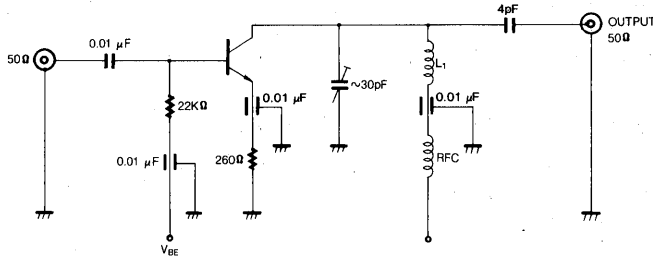 4pF
OUTPUT
50Ω
0.01 µF
50Ω
L1
~30pF
0.01 µF
0.01 µF
22KΩ
0.01 µF
260Ω
RFC
VBE